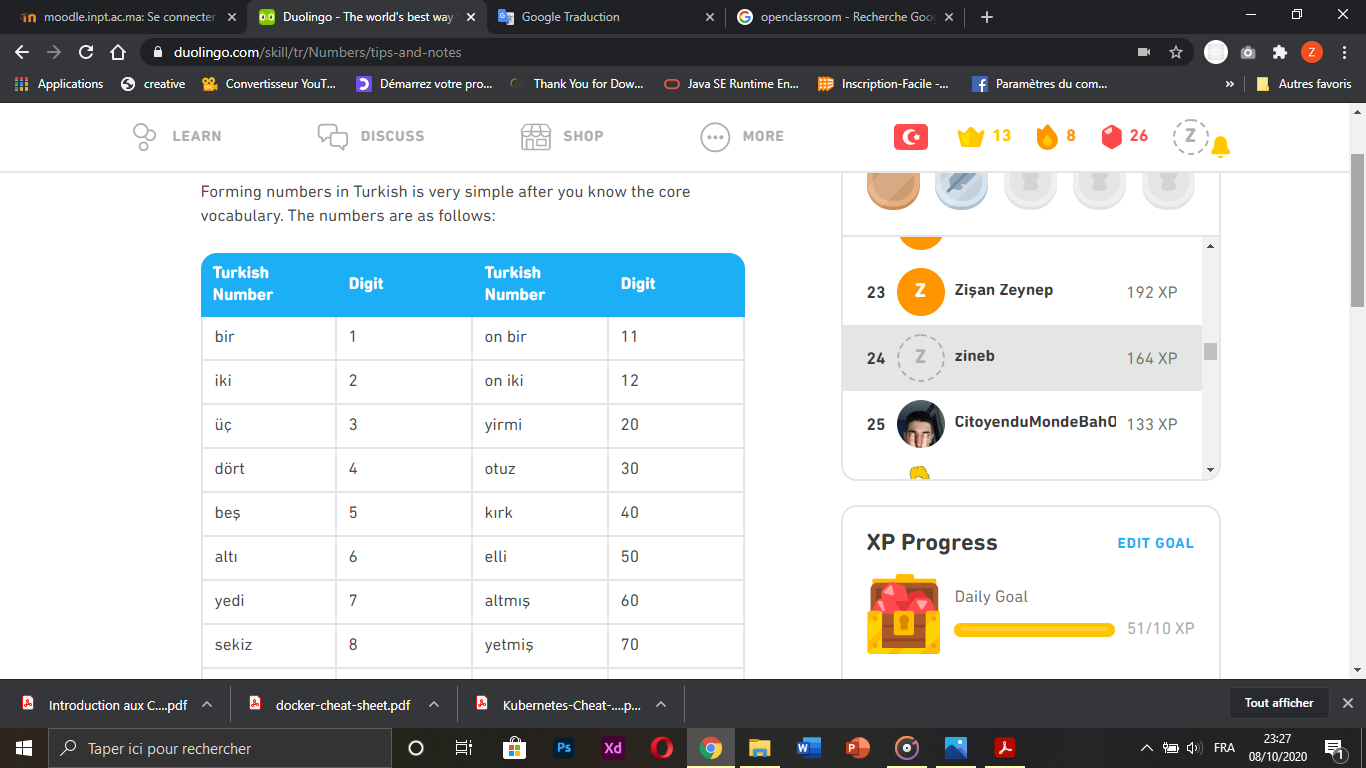 moodle.inpt.ac.ma: Se connecter
Duolingo - The world's best way
Google Traduction
openclassroom - Recherche Goo
duolingo.com/skill/tr/Numbers/tips-and-notes
Z
Applications
creative
Convertisseur YouT...
Démarrez votre pro...
Thank You for Dow...
Java SE Runtime En...
Inscription-Facile -...
Paramètres du com...
»
Autres favoris
LEARN
DISCUSS
SHOP
MORE
13
8
26
Z
Forming numbers in Turkish is very simple after you know the core
vocabulary. The numbers are as follows:
Turkish Number Digit Turkish Number Digit
bir 1 on bir 11
iki 2 on iki 12
üç 3 yirmi 20
dört 4 otuz 30
beş 5 kırk 40
altı 6 elli 50
yedi 7 altmış 60
sekiz 8 yetmiş 70
23 Z Zişan Zeynep 192 XP
24 Z zineb 164 XP
25 CitoyenduMondeBahO 133 XP
XP Progress
EDIT GOAL
Daily Goal
51/10 XP
Introduction aux C....pdf
docker-cheat-sheet.pdf
Kubernetes-Cheat-....p...
Tout afficher
Taper ici pour rechercher
Ps
Xd
FRA
23:27
08/10/2020
1